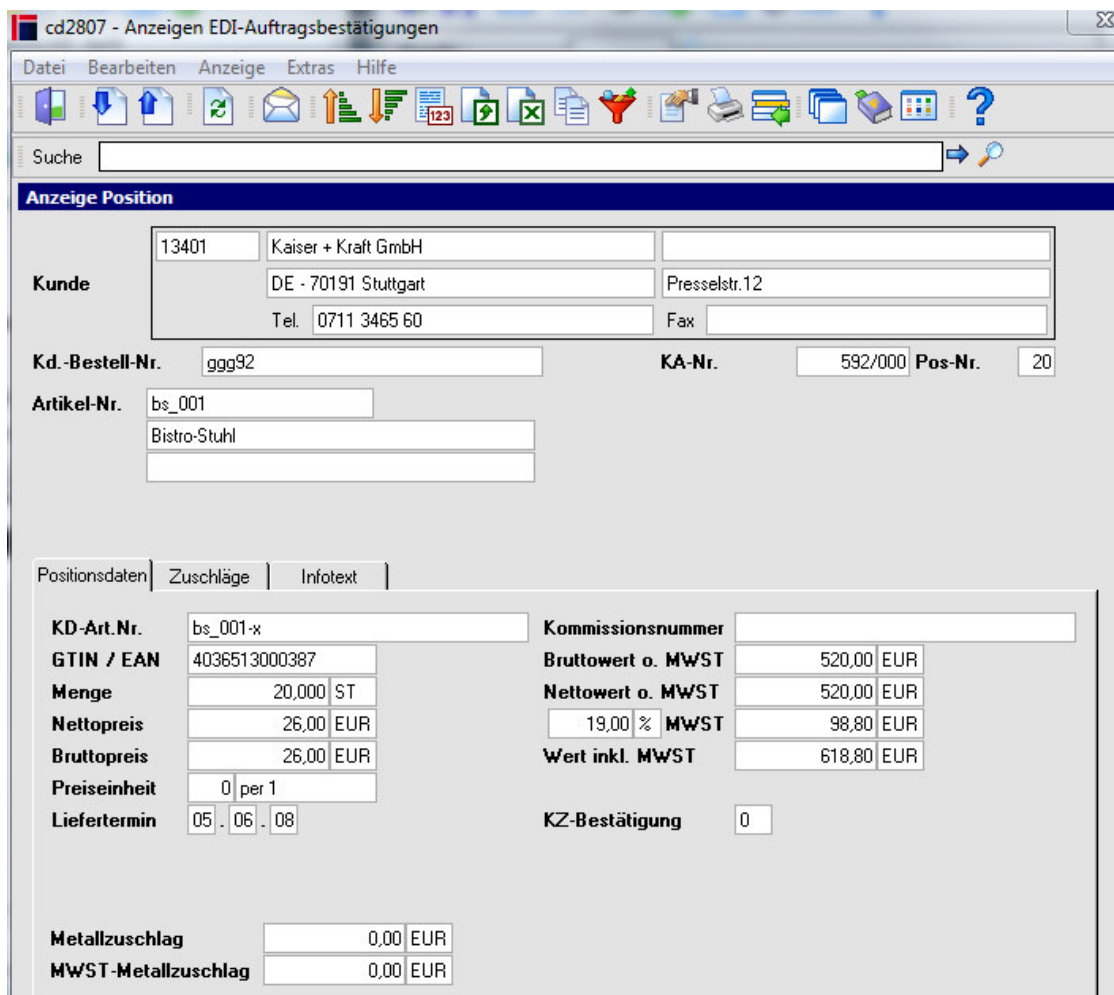 cd2807 - Anzeigen EDI-Auftragsbestätigungen
Datei Bearbeiten Anzeige Extras Hilfe
123
Suche
Anzeige Position
13401 Kaiser + Kraft GmbH
Kunde DE - 70191 Stuttgart Presselstr.12
Tel. 0711 3465 60 Fax
Kd.-Bestell-Nr. ggg92 KA-Nr. 592/000 Pos-Nr. 20
Artikel-Nr. bs_001
Bistro-Stuhl
Positionsdaten Zuschläge Infotext
KD-Art.Nr. bs_001-x Kommissionsnummer
GTIN / EAN 4036513000387 Bruttowert o. MWST 520,00 EUR
Menge 20,000 ST Nettowert o. MWST 520,00 EUR
Nettopreis 26,00 EUR 19,00 % MWST 98,80 EUR
Bruttopreis 26,00 EUR Wert inkl. MWST 618,80 EUR
Preiseinheit 0 per 1
Liefertermin 05 . 06 . 08 KZ-Bestätigung 0
Metallzuschlag 0,00 EUR
MWST-Metallzuschlag 0,00 EUR